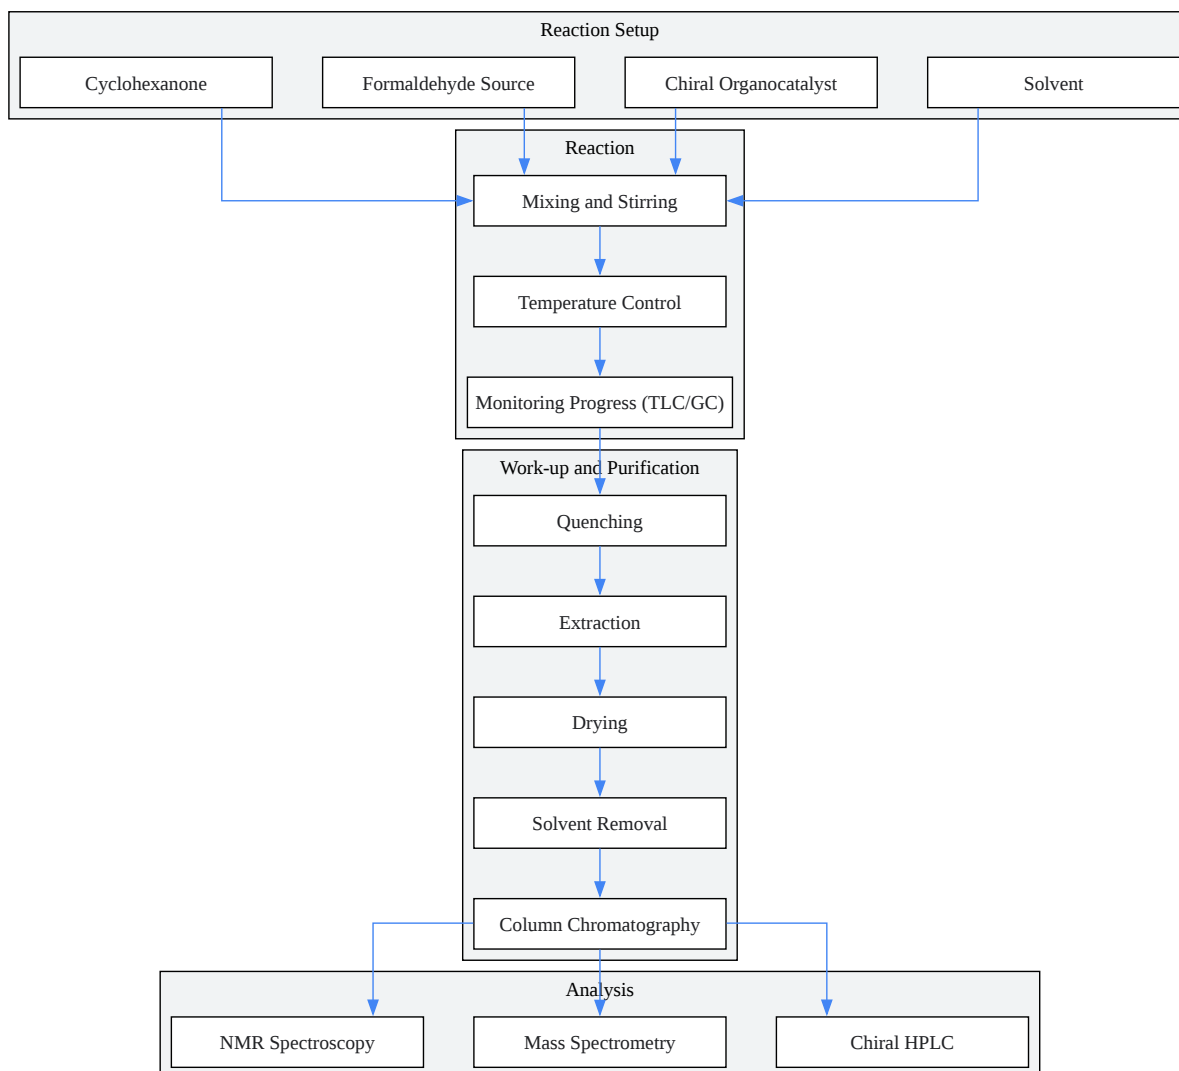 Reaction Setup
Cyclohexanone
Formaldehyde Source
Chiral Organocatalyst
Solvent
Reaction
Mixing and Stirring
Temperature Control
Monitoring Progress (TLC/GC)
Work-up and Purification
Quenching
Extraction
Drying
Solvent Removal
Column Chromatography
Analysis
NMR Spectroscopy
Mass Spectrometry
Chiral HPLC